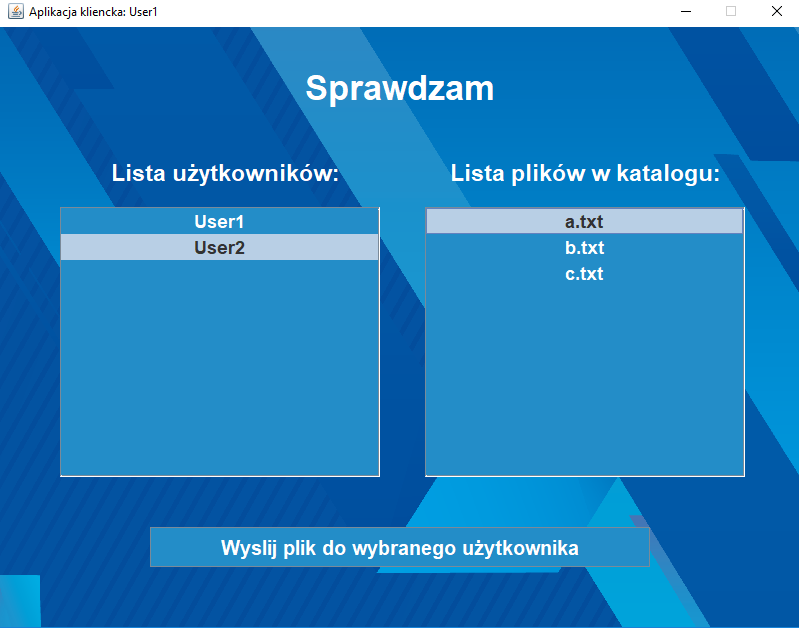 Aplikacja kliencka: User1
Sprawdzam
Lista użytkowników:
Lista plików w katalogu:
User1
User2
a.txt
b.txt
c.txt
Wyslij plik do wybranego użytkownika